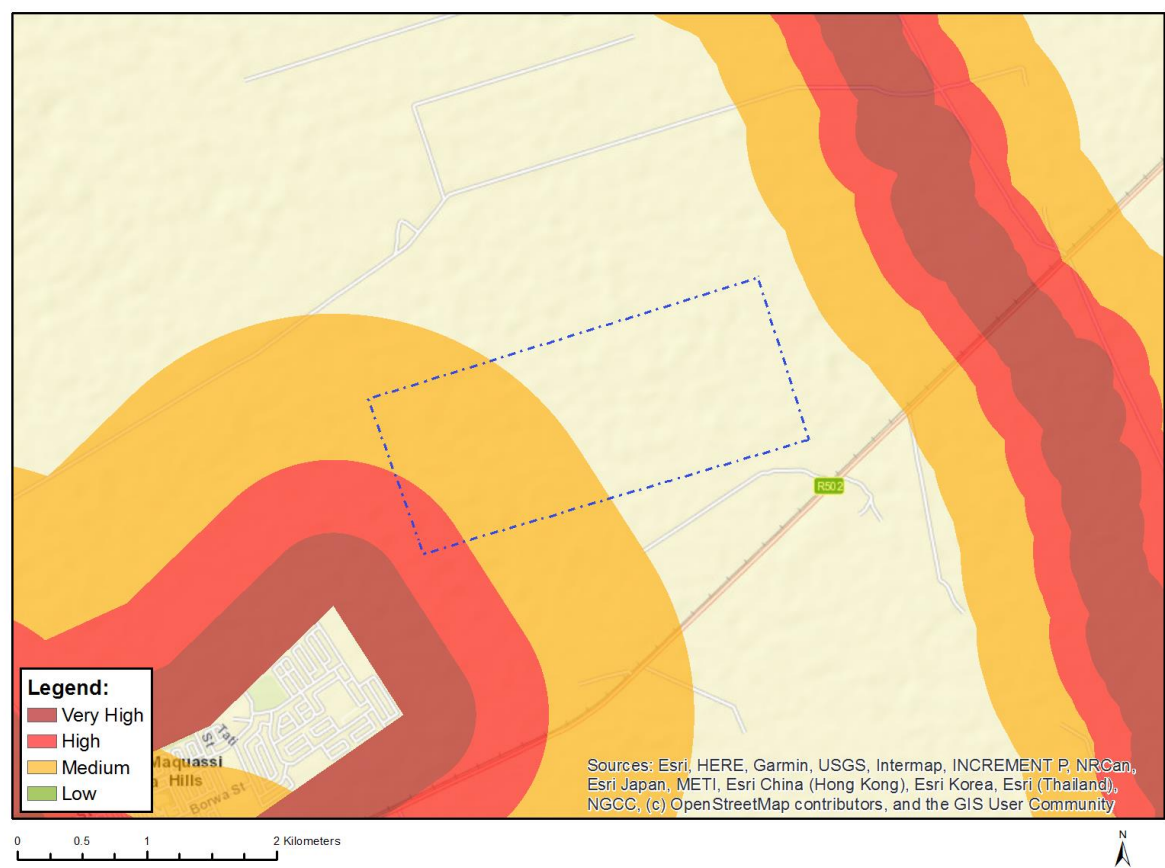 R502
Legend:
Very High
High
Medium
Low
Tati
St
Maquassi
a Hills
Borwa St
St
Sources: Esri, HERE, Garmin, USGS, Intermap, INCREMENT P, NRCan,
Esri Japan, METI, Esri China (Hong Kong), Esri Korea, Esri (Thailand),
NGCC, (c) OpenStreetMap contributors, and the GIS User Community
0 0.5 1 2 Kilometers
N